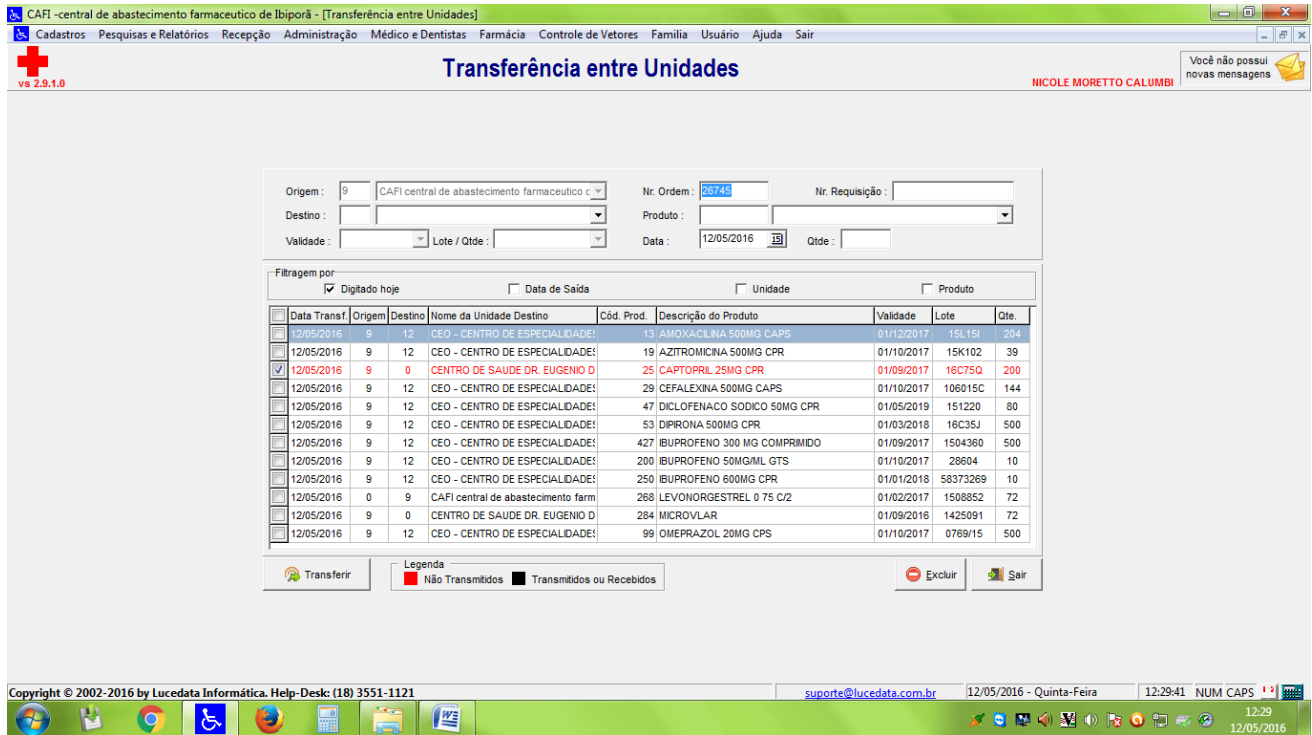 CAFI -central de abastecimento farmaceutico de Ibiporã - [Transferência entre Unidades]
Cadastros Pesquisas e Relatórios Recepção Administração Médico e Dentistas Farmácia Controle de Vetores Familia Usuário Ajuda Sair
vs 2.9.1.0
Transferência entre Unidades
NICOLE MORETTO CALUMBI
Você não possui
novas mensagens
Origem : 9 CAFI central de abastecimento farmaceutico c Nr. Ordem : 26745 Nr. Requisição :
Destino : Produto :
Validade : Lote / Qtde : Data : 12/05/2016 15 Qtde :
Filtragem por
Digitado hoje Data de Saída Unidade Produto
Data Transf. Origem Destino Nome da Unidade Destino Cód. Prod. Descrição do Produto Validade Lote Qte.
12/05/2016 9 12 CEO - CENTRO DE ESPECIALIDADES 13 AMOXACILINA 500MG CAPS 01/12/2017 15L15I 204
12/05/2016 9 12 CEO - CENTRO DE ESPECIALIDADES 19 AZITROMICINA 500MG CPR 01/10/2017 15K102 39
12/05/2016 9 0 CENTRO DE SAUDE DR. EUGENIO D 25 CAPTOPRIL 25MG CPR 01/09/2017 16C75Q 200
12/05/2016 9 12 CEO - CENTRO DE ESPECIALIDADES 29 CEFALEXINA 500MG CAPS 01/10/2017 106015C 144
12/05/2016 9 12 CEO - CENTRO DE ESPECIALIDADES 47 DICLOFENACO SODICO 50MG CPR 01/05/2019 151220 80
12/05/2016 9 12 CEO - CENTRO DE ESPECIALIDADES 53 DIPIRONA 500MG CPR 01/03/2018 16C35J 500
12/05/2016 9 12 CEO - CENTRO DE ESPECIALIDADES 427 IBUPROFENO 300 MG COMPRIMIDO 01/09/2017 1504360 500
12/05/2016 9 12 CEO - CENTRO DE ESPECIALIDADES 200 IBUPROFENO 50MG/ML GTS 01/10/2017 28604 10
12/05/2016 9 12 CEO - CENTRO DE ESPECIALIDADES 250 IBUPROFENO 600MG CPR 01/01/2018 58373269 10
12/05/2016 0 9 CAFI central de abastecimento farm 268 LEVONORGESTREL 0 75 C/2 01/02/2017 1508852 72
12/05/2016 9 0 CENTRO DE SAUDE DR. EUGENIO D 284 MICROVLAR 01/09/2016 1425091 72
12/05/2016 9 12 CEO - CENTRO DE ESPECIALIDADES 99 OMEPRAZOL 20MG CPS 01/10/2017 0769/15 500
Legenda
Transferir Não Transmitidos Transmitidos ou Recebidos Excluir Sair
Copyright © 2002-2016 by Lucedata Informática. Help-Desk: (18) 3551-1121 suporte@lucedata.com.br 12/05/2016 - Quinta-Feira 12:29:41 NUM CAPS
12:29
12/05/2016